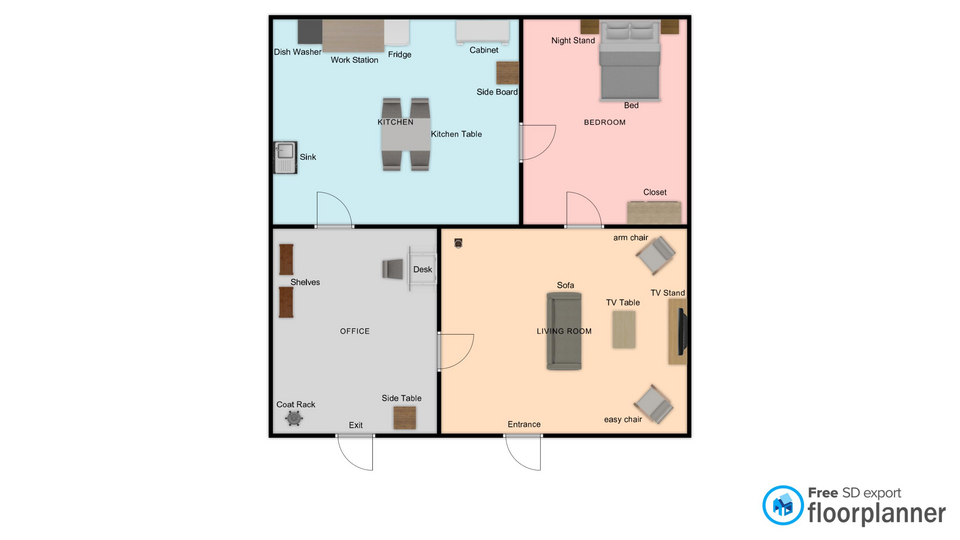 Dish Washer
Work Station
Fridge
Cabinet
Night Stand
Side Board
Bed
KITCHEN
BEDROOM
Kitchen Table
Sink
Closet
arm chair
Desk
Shelves
Sofa
TV Stand
TV Table
OFFICE
LIVING ROOM
Coat Rack
Side Table
easy chair
Exit
Entrance
Free SD export
floorplanner